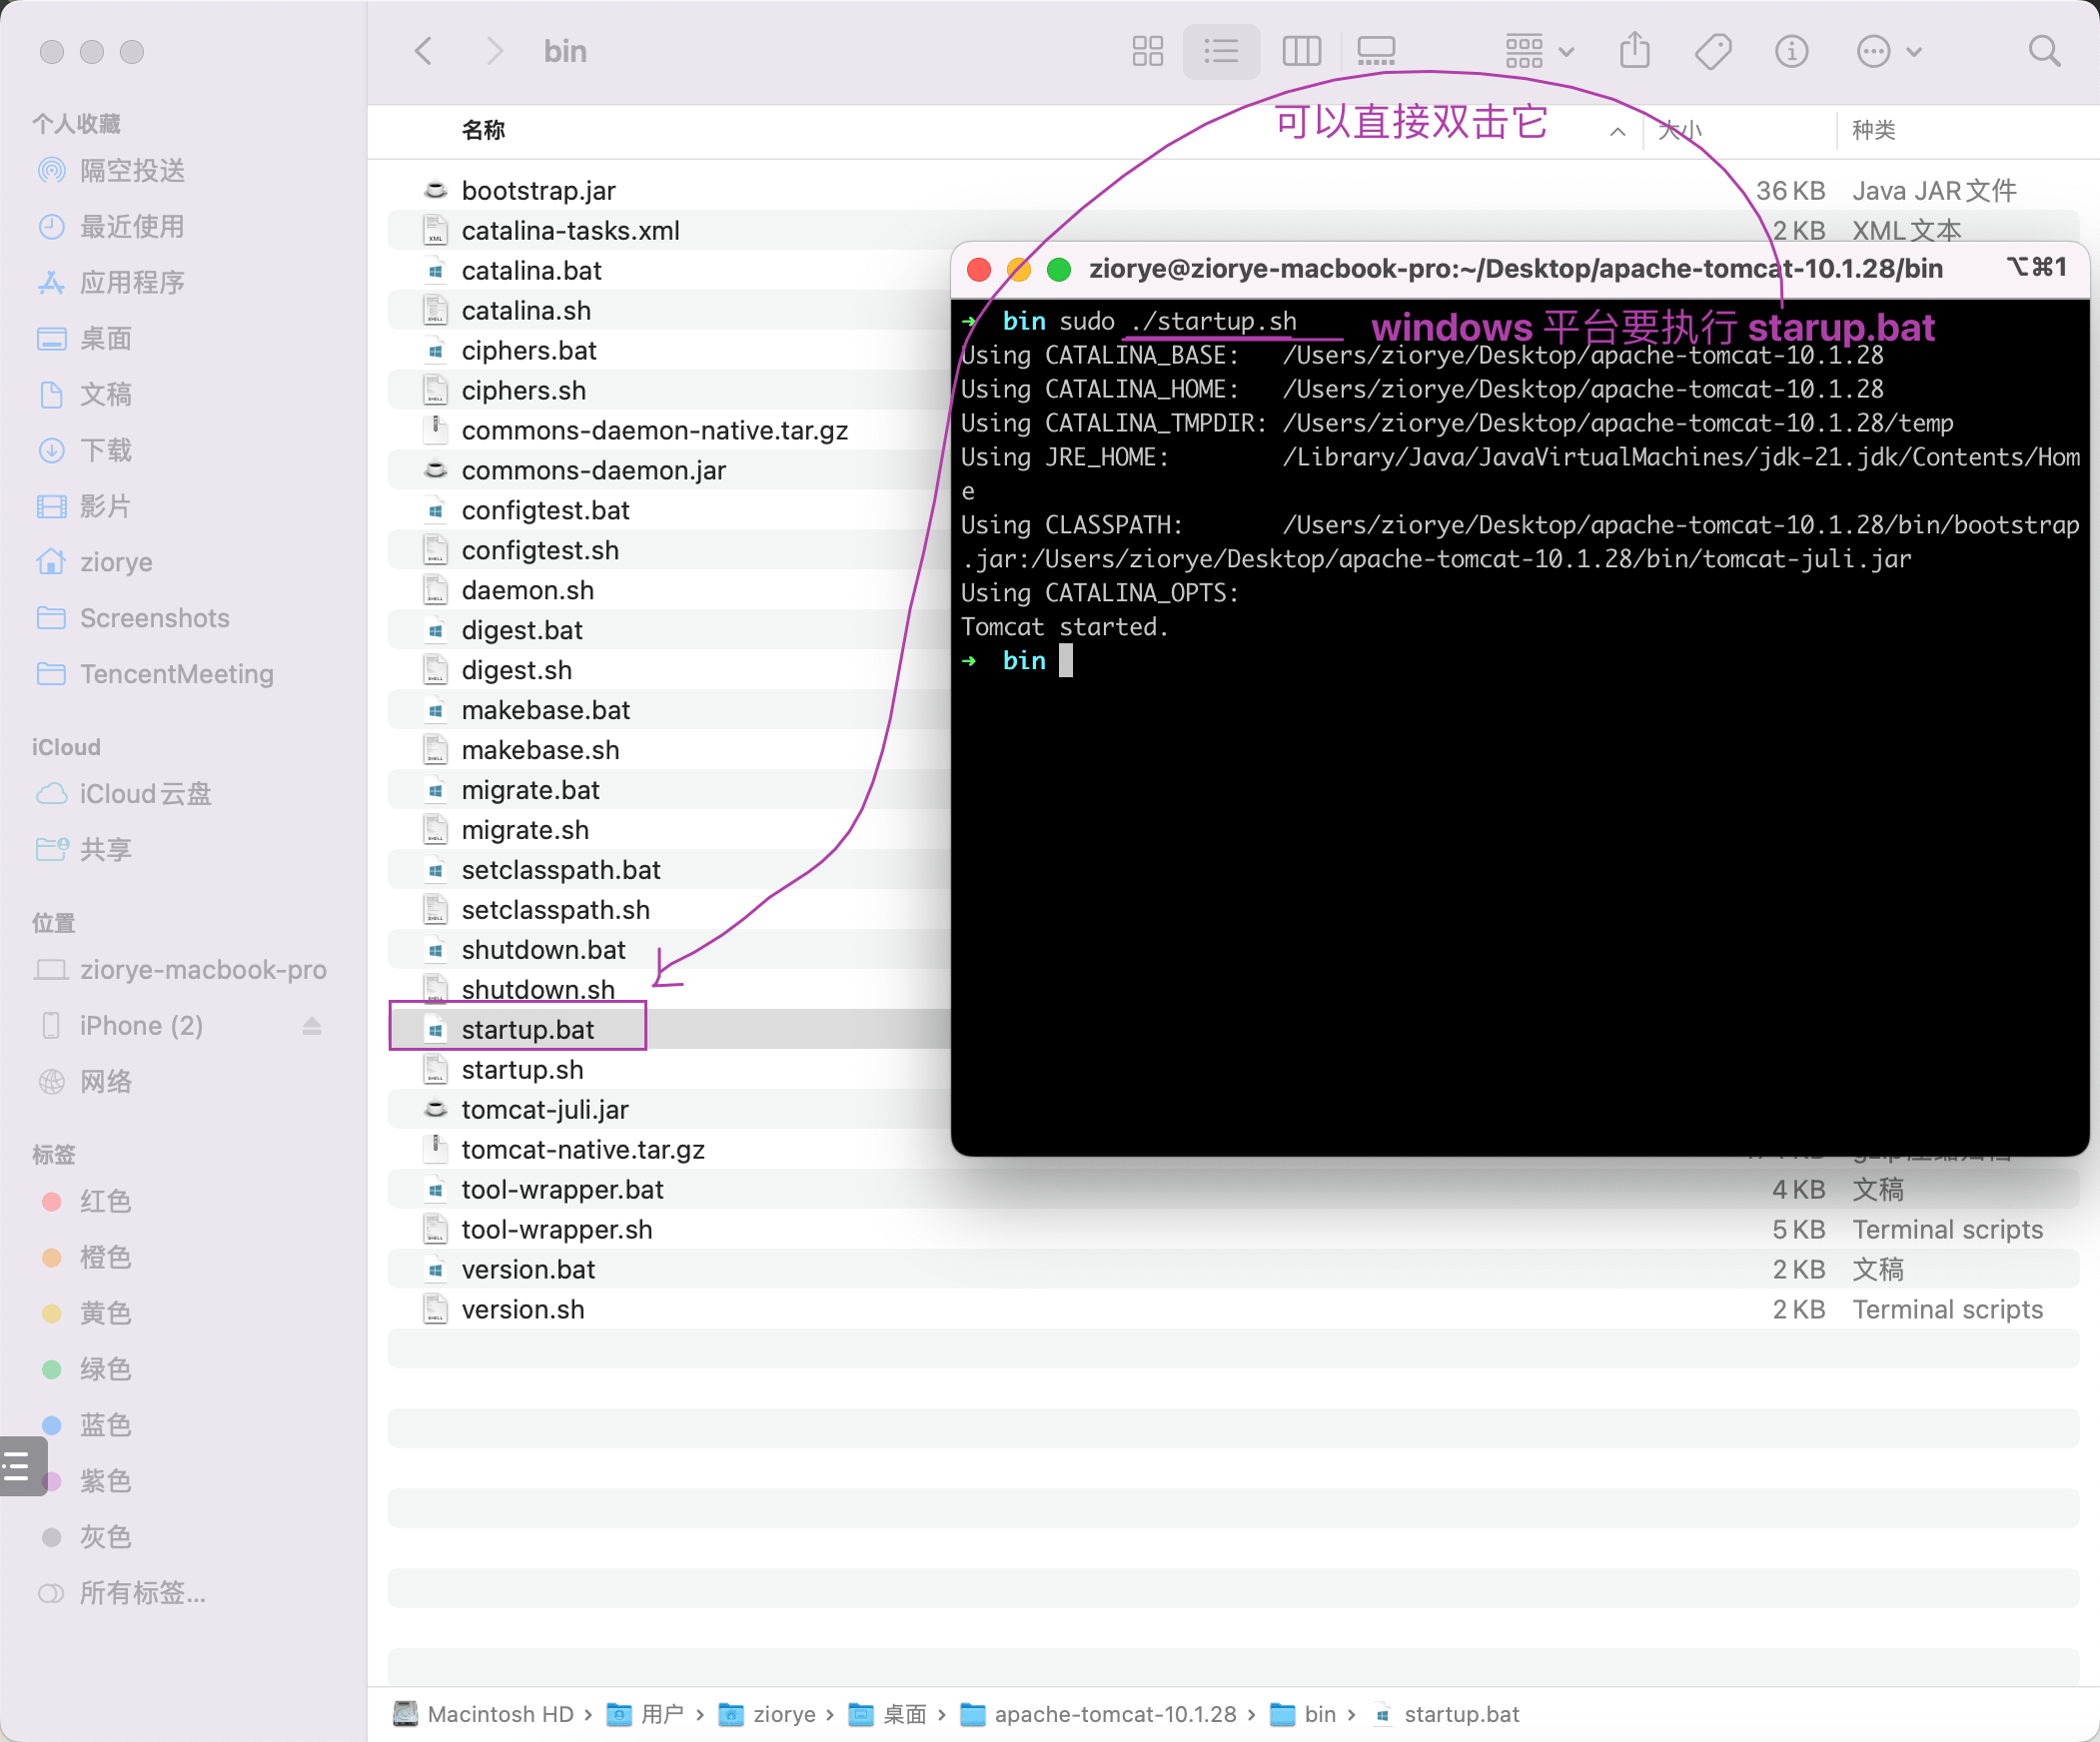 bin
个人收藏
隔空投送
最近使用
应用程序
桌面
文稿
下载
影片
ziorye
Screenshots
TencentMeeting
iCloud
iCloud云盘
共享
位置
ziorye-macbook-pro
iPhone (2)
网络
标签
红色
橙色
黄色
绿色
蓝色
紫色
灰色
所有标签...
可以直接双击它
名称 大小 种类
bootstrap.jar 36 KB Java JAR文件
catalina-tasks.xml 2 KB XML文本
catalina.bat
catalina.sh
ciphers.bat
ciphers.sh
commons-daemon-native.tar.gz
commons-daemon.jar
configtest.bat
configtest.sh
daemon.sh
digest.bat
digest.sh
makebase.bat
makebase.sh
migrate.bat
migrate.sh
setclasspath.bat
setclasspath.sh
shutdown.bat
shutdown.sh
startup.bat
startup.sh
tomcat-juli.jar
tomcat-native.tar.gz
tool-wrapper.bat 4 KB 文稿
tool-wrapper.sh 5 KB Terminal scripts
version.bat 2 KB 文稿
version.sh 2 KB Terminal scripts
ziorye@ziorye-macbook-pro:~/Desktop/apache-tomcat-10.1.28/bin ⌥⌘1
➜ bin sudo ./startup.sh
windows 平台要执行 starup.bat
Using CATALINA_BASE: /Users/ziorye/Desktop/apache-tomcat-10.1.28
Using CATALINA_HOME: /Users/ziorye/Desktop/apache-tomcat-10.1.28
Using CATALINA_TMPDIR: /Users/ziorye/Desktop/apache-tomcat-10.1.28/temp
Using JRE_HOME: /Library/Java/JavaVirtualMachines/jdk-21.jdk/Contents/Hom
e
Using CLASSPATH: /Users/ziorye/Desktop/apache-tomcat-10.1.28/bin/bootstrap
.jar:/Users/ziorye/Desktop/apache-tomcat-10.1.28/bin/tomcat-juli.jar
Using CATALINA_OPTS:
Tomcat started.
➜ bin
Macintosh HD › 用户 › ziorye › 桌面 › apache-tomcat-10.1.28 › bin › startup.bat